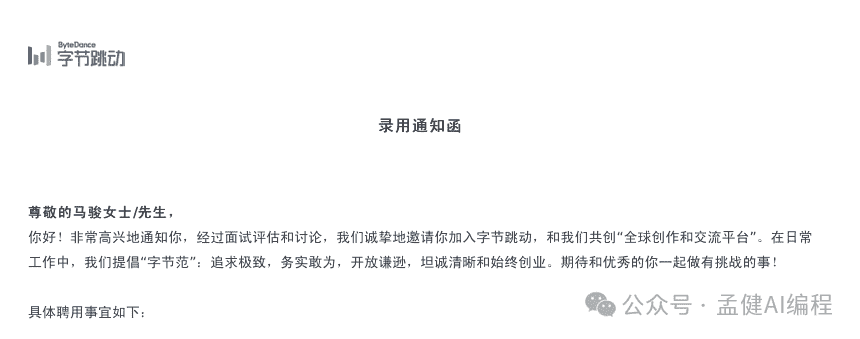 ByteDance
字节跳动
录用通知函
尊敬的马骏女士/先生，
你好！非常高兴地通知你，经过面试评估和讨论，我们诚挚地邀请你加入字节跳动，和我们共创“全球创作和交流平台”。在日常
工作中，我们提倡“字节范”：追求极致，务实敢为，开放谦逊，坦诚清晰和始终创业。期待和优秀的你一起做有挑战的事！
具体聘用事宜如下：
公众号 · 孟健AI编程